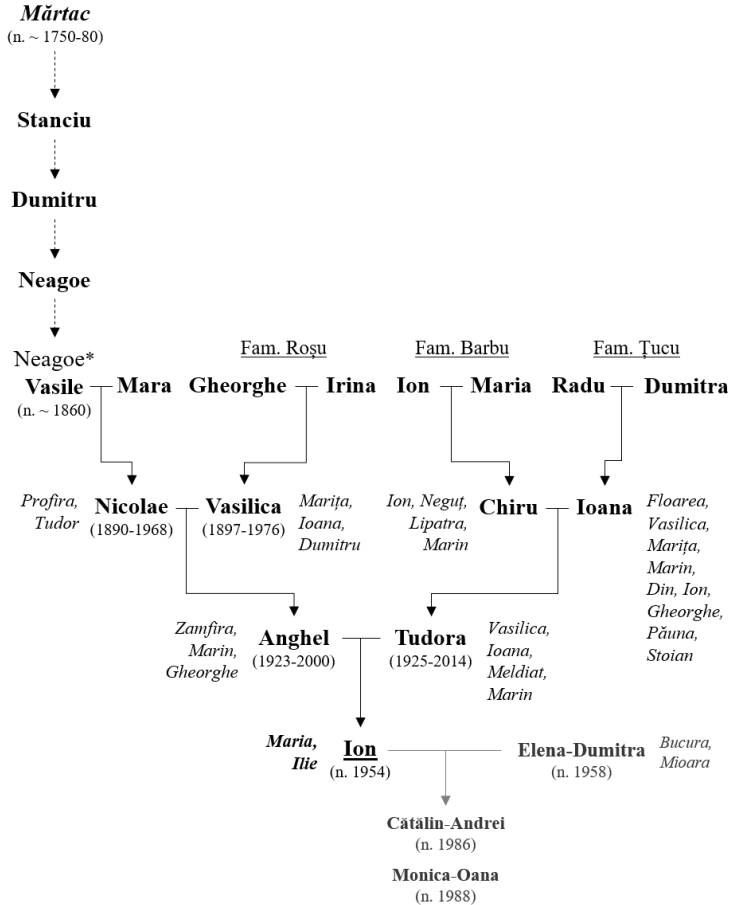 Mărtac
(n. ~ 1750-80)
Stanciu
Dumitru
Neagoe
Neagoe*
Fam. Roșu
Fam. Barbu
Fam. Țucu
Vasile
Mara
Gheorghe
Irina
Ion
Maria
Radu
Dumitra
(n. ~ 1860)
Profira,
Tudor
Nicolae
(1890-1968)
Vasilica
(1897-1976)
Marița,
Ioana,
Dumitru
Ion, Neguț,
Lipatra,
Marin
Chiru
Ioana
Floarea,
Vasilica,
Marița,
Marin,
Din, Ion,
Gheorghe,
Păuna,
Stoian
Zamfira,
Marin,
Gheorghe
Anghel
(1923-2000)
Tudora
(1925-2014)
Vasilica,
Ioana,
Meldiat,
Marin
Maria,
Ilie
Ion
(n. 1954)
Elena-Dumitra
(n. 1958)
Bucura,
Mioara
Cătălin-Andrei
(n. 1986)
Monica-Oana
(n. 1988)